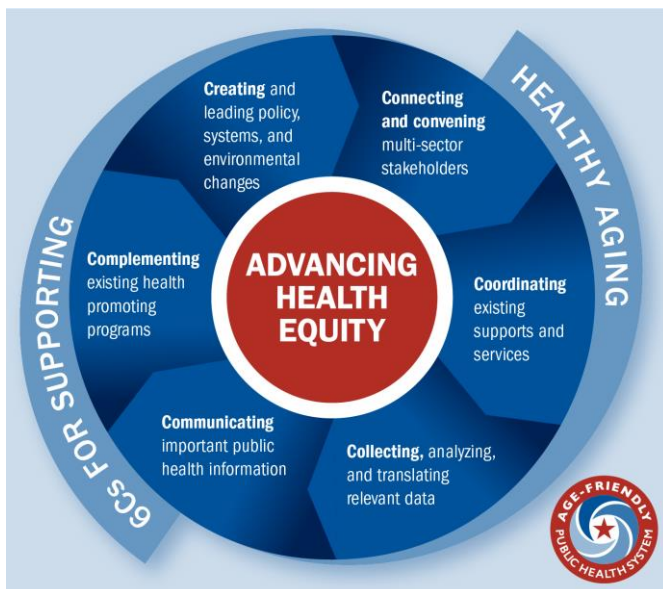 6Cs FOR SUPPORTING
HEALTHY AGING
Creating and
leading policy,
systems, and
environmental
changes
Connecting
and convening
multi-sector
stakeholders
Coordinating
existing
supports and
services
Collecting, analyzing,
and translating
relevant data
Communicating
important public
health information
Complementing
existing health
promoting
programs
ADVANCING
HEALTH
EQUITY
AGE-FRIENDLY
PUBLIC HEALTH SYSTEM